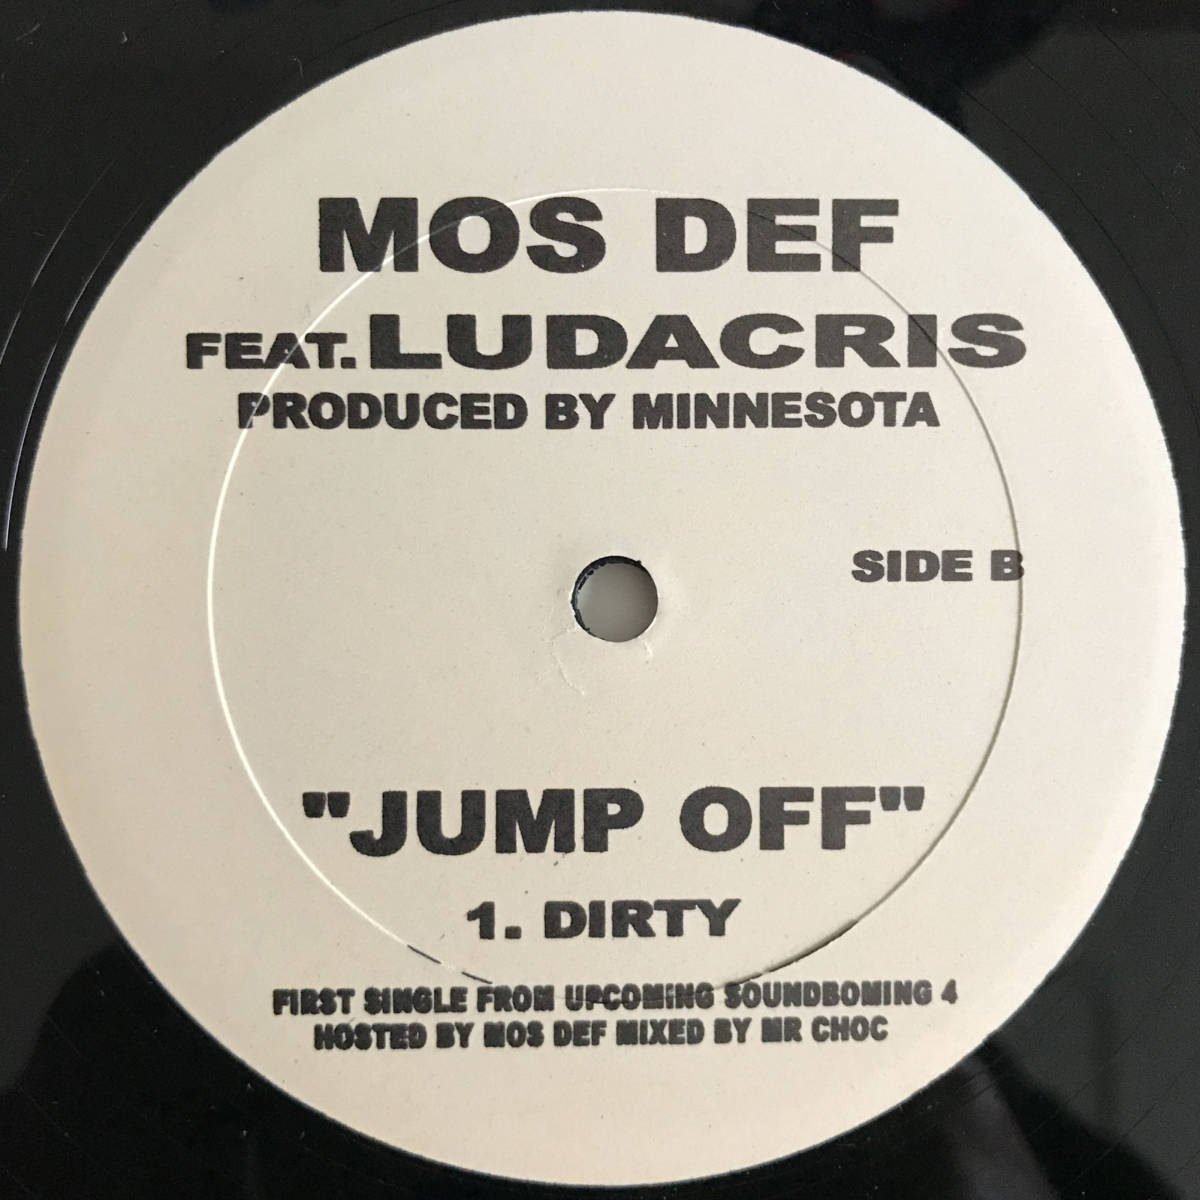 MOS DEF
FEAT. LUDACRIS
PRODUCED BY MINNESOTA
SIDE B
"JUMP OFF"
1. DIRTY
FIRST SINGLE FROM UPCOMING SOUNDBOMING 4
HOSTED BY MOS DEF MIXED BY MR CHOC